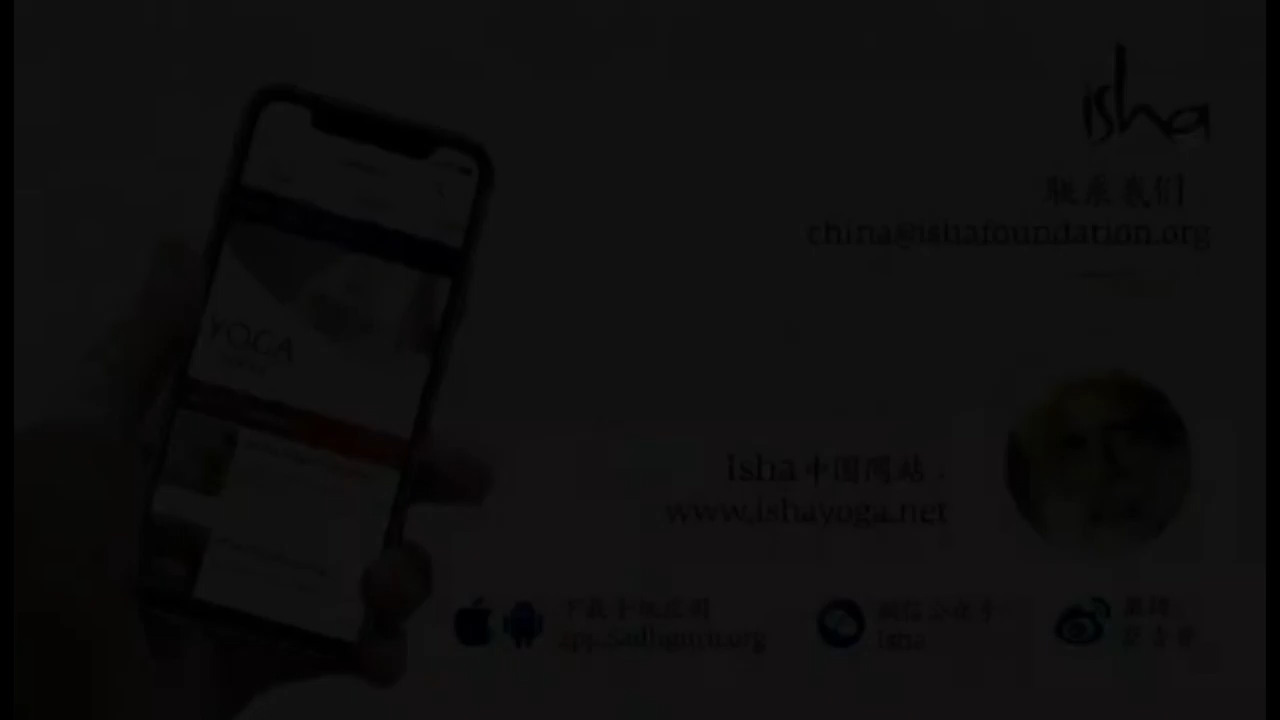 isha
联系我们
china@ishafoundation.org
YOGA
Isha中国网站:
www.ishayoga.net
下载手机应用
app.Sadhguru.org
微信公众号:
Isha
微博: